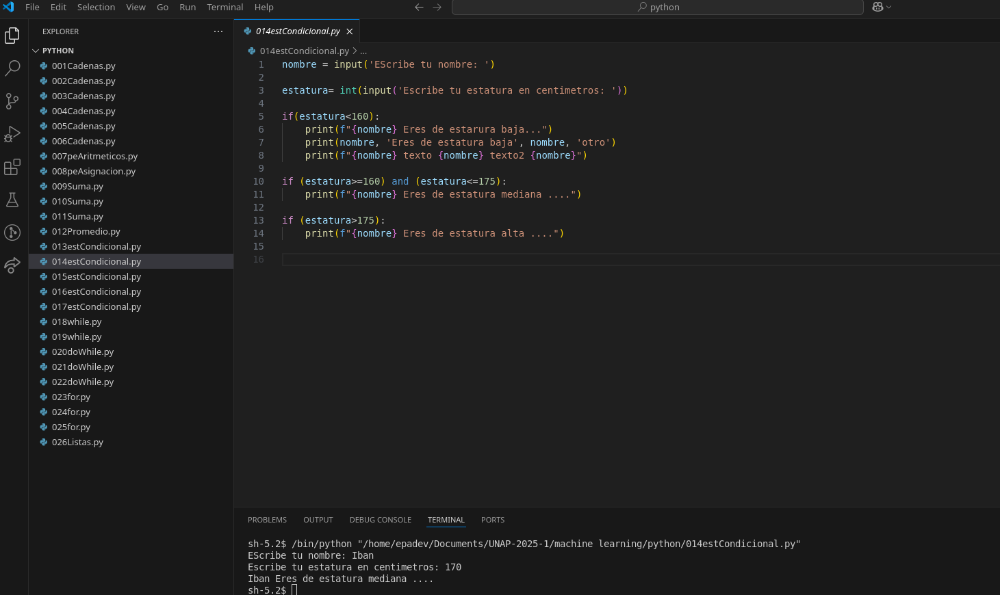 File Edit Selection View Go Run Terminal Help
python
EXPLORER ...
PYTHON
001Cadenas.py
002Cadenas.py
003Cadenas.py
004Cadenas.py
005Cadenas.py
006Cadenas.py
007peAritmeticos.py
008peAsignacion.py
009Suma.py
010Suma.py
011Suma.py
012Promedio.py
013estCondicional.py
014estCondicional.py
015estCondicional.py
016estCondicional.py
017estCondicional.py
018while.py
019while.py
020doWhile.py
021doWhile.py
022doWhile.py
023for.py
024for.py
025for.py
026Listas.py
014estCondicional.py
014estCondicional.py > ...
1 nombre = input('EScribe tu nombre: ')
2
3 estatura= int(input('Escribe tu estatura en centimetros: '))
4
5 if(estatura<160):
6     print(f"{nombre} Eres de estarura baja...")
7     print(nombre, 'Eres de estatura baja', nombre, 'otro')
8     print(f"{nombre} texto {nombre} texto2 {nombre}")
9
10 if (estatura>=160) and (estatura<=175):
11     print(f"{nombre} Eres de estatura mediana ....")
12
13 if (estatura>175):
14     print(f"{nombre} Eres de estatura alta ....")
15
16
PROBLEMS OUTPUT DEBUG CONSOLE TERMINAL PORTS
sh-5.2$ /bin/python "/home/epadev/Documents/UNAP-2025-1/machine learning/python/014estCondicional.py"
EScribe tu nombre: Iban
Escribe tu estatura en centimetros: 170
Iban Eres de estatura mediana ....
sh-5.2$